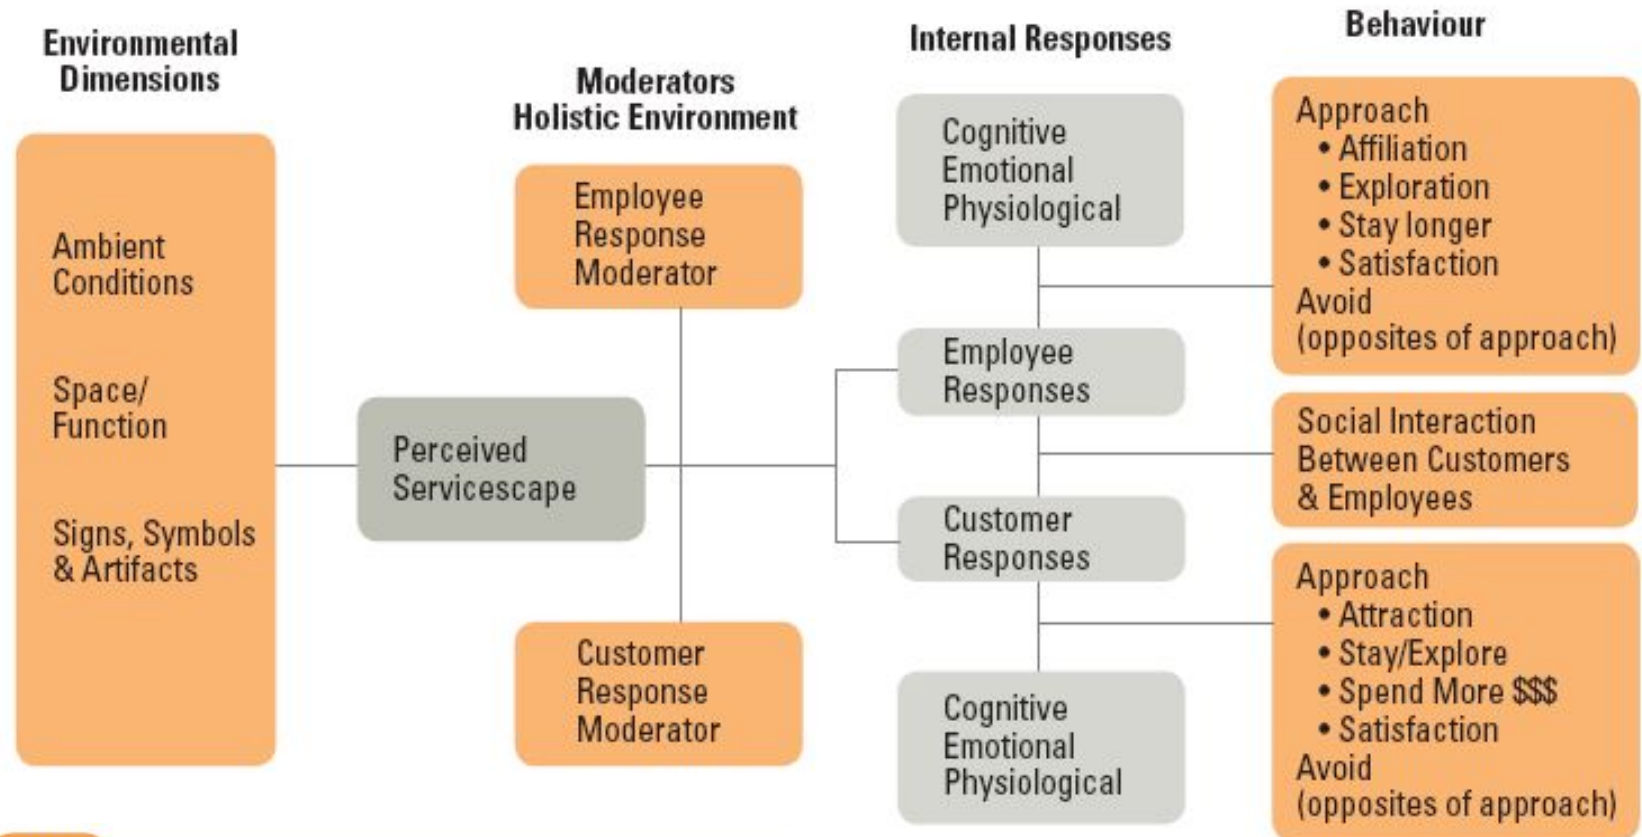 Environmental
Dimensions
Ambient
Conditions
Space/
Function
Signs, Symbols
& Artifacts
Perceived
Servicescape
Moderators
Holistic Environment
Employee
Response
Moderator
Customer
Response
Moderator
Internal Responses
Cognitive
Emotional
Physiological
Employee
Responses
Customer
Responses
Cognitive
Emotional
Physiological
Behaviour
Approach
• Affiliation
• Exploration
• Stay longer
• Satisfaction
Avoid
(opposites of approach)
Social Interaction
Between Customers
& Employees
Approach
• Attraction
• Stay/Explore
• Spend More $$$
• Satisfaction
Avoid
(opposites of approach)